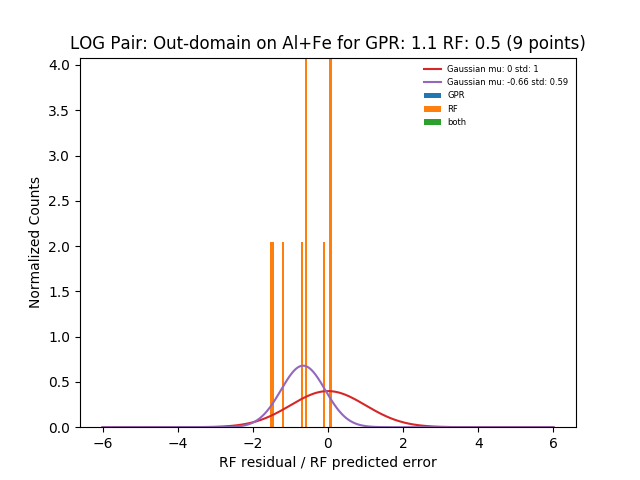 LOG Pair: Out-domain on Al+Fe for GPR: 1.1 RF: 0.5 (9 points)
Gaussian mu: 0 std: 1
Gaussian mu: -0.66 std: 0.59
GPR
RF
both
Normalized Counts
4.0
3.5
3.0
2.5
2.0
1.5
1.0
0.5
0.0
−6
−4
−2
0
2
4
6
RF residual / RF predicted error